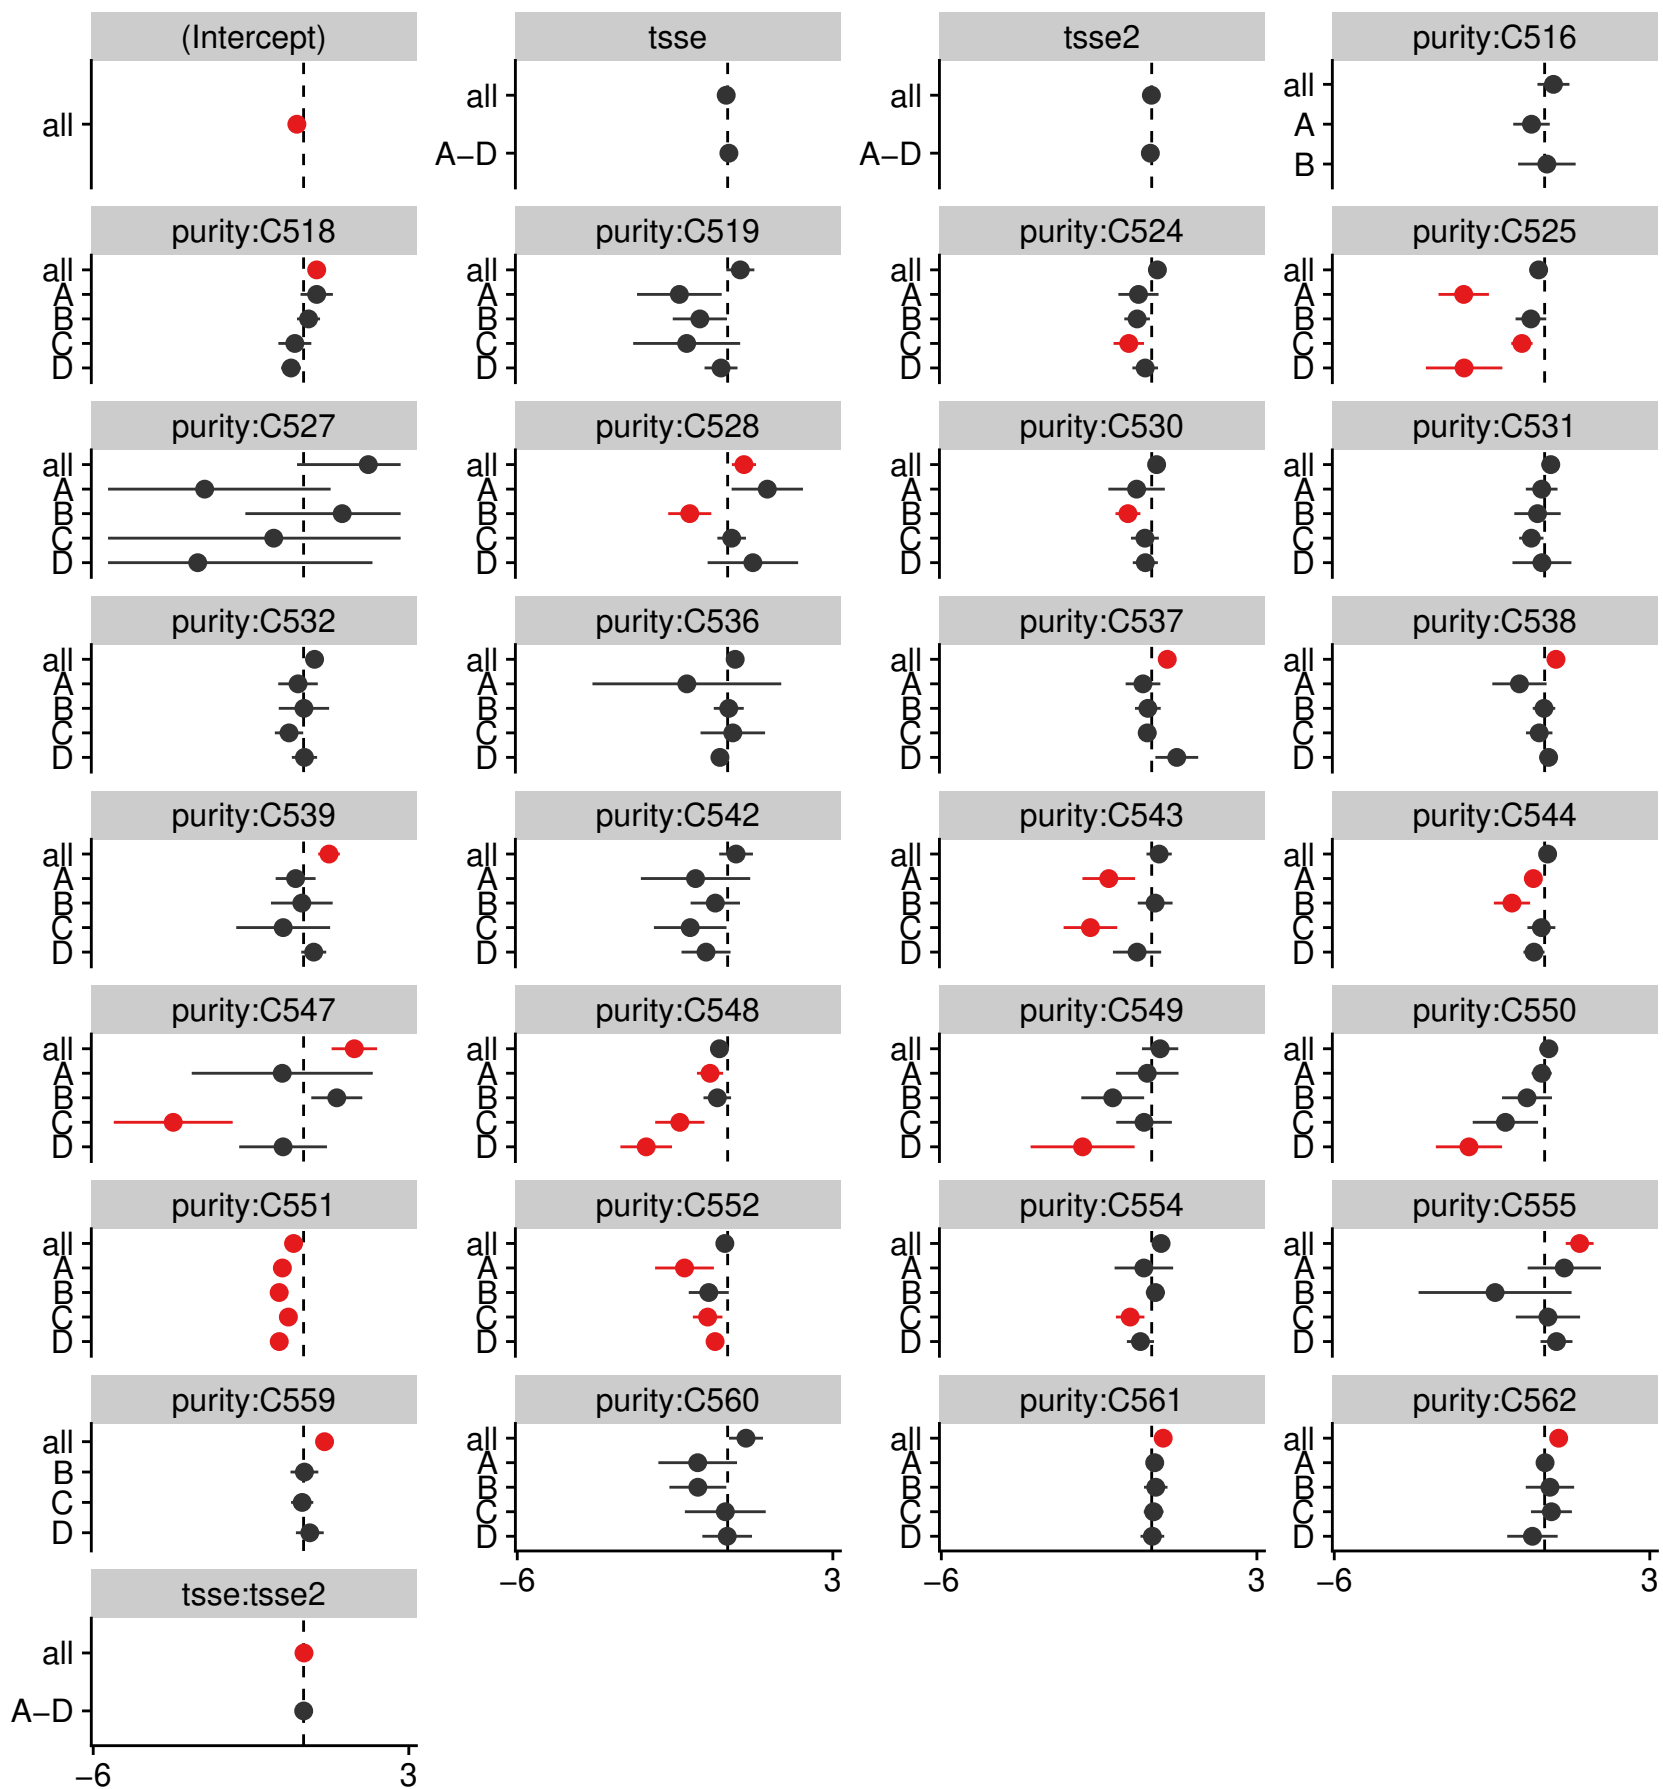 (Intercept)
all
tsse
all
A−D
tsse2
all
A−D
purity:C516
all
A
B
purity:C518
all
A
B
C
D
purity:C519
all
A
B
C
D
purity:C524
all
A
B
C
D
purity:C525
all
A
B
C
D
purity:C527
all
A
B
C
D
purity:C528
all
A
B
C
D
purity:C530
all
A
B
C
D
purity:C531
all
A
B
C
D
purity:C532
all
A
B
C
D
purity:C536
all
A
B
C
D
purity:C537
all
A
B
C
D
purity:C538
all
A
B
C
D
purity:C539
all
A
B
C
D
purity:C542
all
A
B
C
D
purity:C543
all
A
B
C
D
purity:C544
all
A
B
C
D
purity:C547
all
A
B
C
D
purity:C548
all
A
B
C
D
purity:C549
all
A
B
C
D
purity:C550
all
A
B
C
D
purity:C551
all
A
B
C
D
purity:C552
all
A
B
C
D
purity:C554
all
A
B
C
D
purity:C555
all
A
B
C
D
purity:C559
all
B
C
D
purity:C560
all
A
B
C
D
−6 3
purity:C561
all
A
B
C
D
−6 3
purity:C562
all
A
B
C
D
−6 3
tsse:tsse2
all
A−D
−6 3